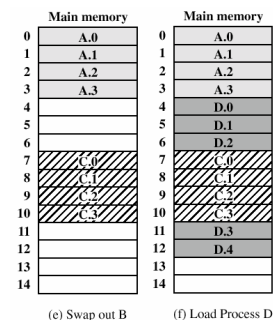 Main memory
0 A.0
1 A.1
2 A.2
3 A.3
4
5
6
7 C.0
8 C.1
9 C.2
10 C.3
11
12
13
14
(e) Swap out B
Main memory
0 A.0
1 A.1
2 A.2
3 A.3
4 D.0
5 D.1
6 D.2
7 C.0
8 C.1
9 C.2
10 C.3
11 D.3
12 D.4
13
14
(f) Load Process D